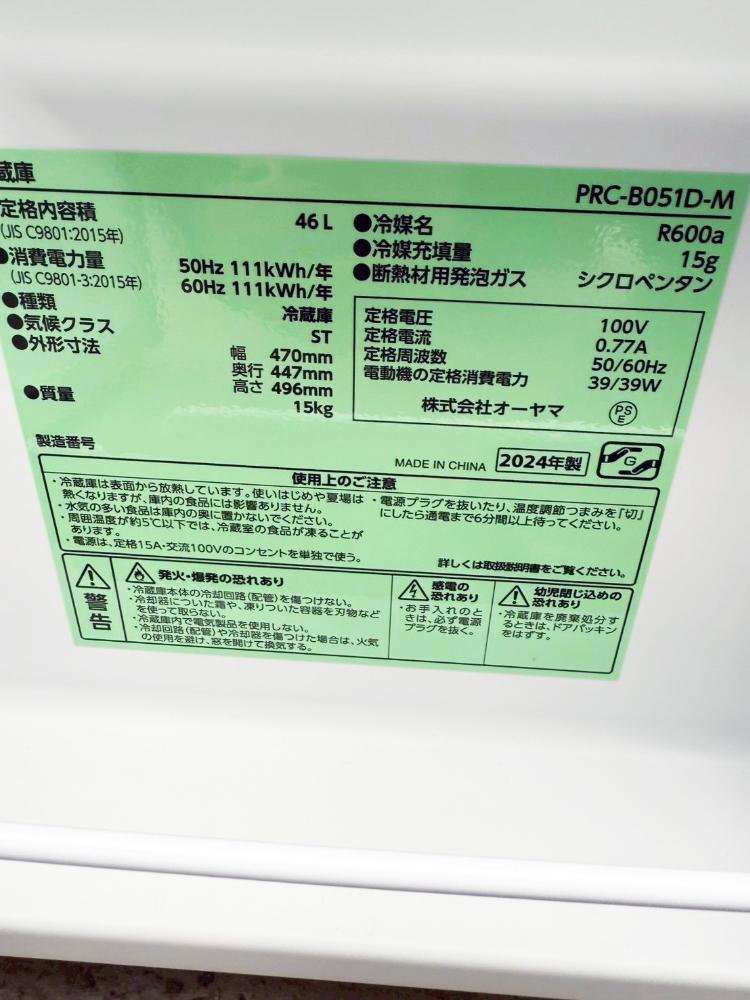 蔵庫
PRC-B051D-M
定格内容積 46 L
(JIS C9801:2015年)
●消費電力量
(JIS C9801-3:2015年)
50Hz 111kWh/年
60Hz 111kWh/年
●種類 冷蔵庫
●気候クラス ST
●外形寸法 幅 470mm
奥行 447mm
高さ 496mm
●質量 15kg
●冷媒名 R600a
●冷媒充填量 15g
●断熱材用発泡ガス シクロペンタン
定格電圧 100V
定格電流 0.77A
定格周波数 50/60Hz
電動機の定格消費電力 39/39W
株式会社オーヤマ PS E
製造番号
MADE IN CHINA 2024年製 G
使用上のご注意
・冷蔵庫は表面から放熱しています。使いはじめや夏場は
熱くなりますが、庫内の食品には影響ありません。
・水気の多い食品は庫内の奥に置かないでください。
・周囲温度が約5℃以下では、冷蔵室の食品が凍ることが
あります。
・電源は、定格15A・交流100Vのコンセントを単独で使う。
・電源プラグを抜いたり、温度調節つまみを「切」
にしたら通電まで6分間以上待ってください。
詳しくは取扱説明書をご覧ください。
警告
発火・爆発の恐れあり
・冷蔵庫本体の冷却回路(配管)を傷つけない。
・冷却器についた霜や、凍りついた容器を刃物など
を使って取らない。
・冷蔵庫内で電気製品を使用しない。
・冷却回路(配管)や冷却器を傷つけた場合は、火気
の使用を避け、窓を開けて換気する。
感電の
恐れあり
・お手入れのと
きは、必ず電源
プラグを抜く。
幼児閉じ込めの
恐れあり
・冷蔵庫を廃棄処分す
るときは、ドアパッキン
をはずす。